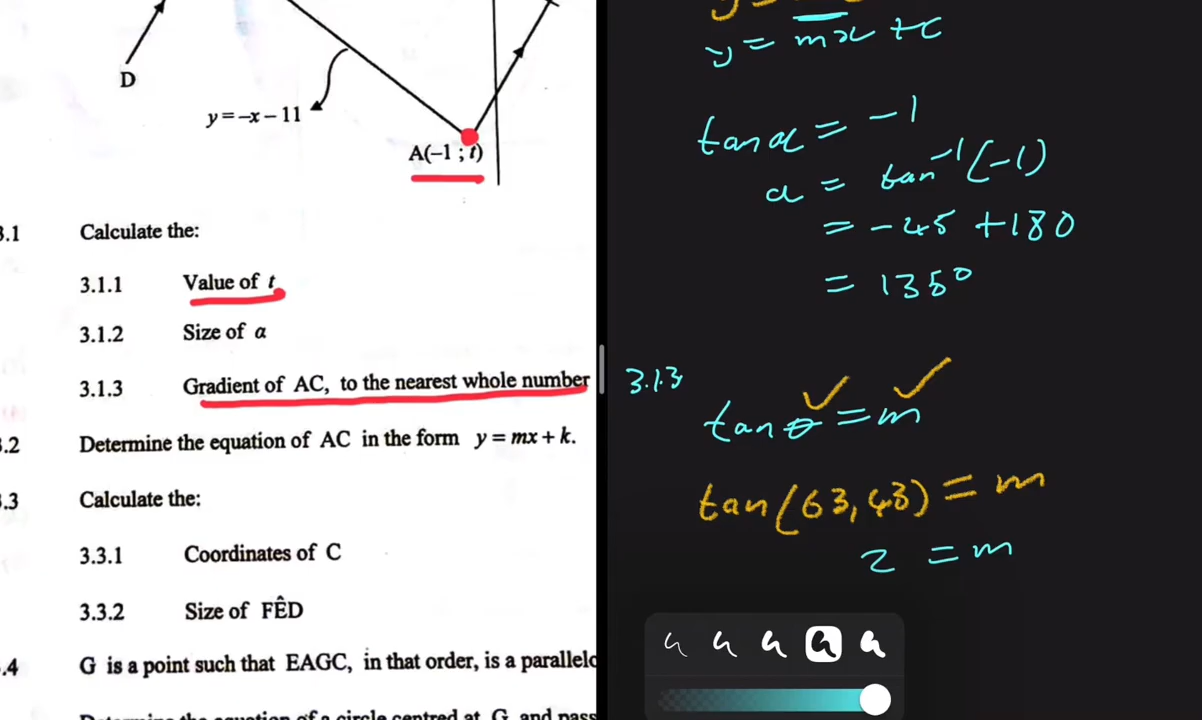 D
y=–x–11
A(–1 ; t)
3.1 Calculate the:
3.1.1 Value of t
3.1.2 Size of α
3.1.3 Gradient of AC, to the nearest whole number
3.2 Determine the equation of AC in the form y = mx + k.
3.3 Calculate the:
3.3.1 Coordinates of C
3.3.2 Size of FÊD
.4 G is a point such that EAGC, in that order, is a parallelo
y = mx + c
tan α = -1
α = tan⁻¹(-1)
= -45 + 180
= 135°
3.1.3
tan θ = m
tan(63,43) = m
2 = m